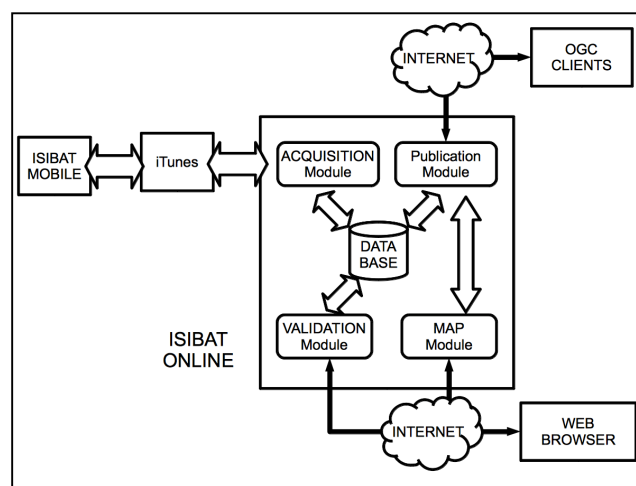 INTERNET
OGC
CLIENTS
ISIBAT
MOBILE
iTunes
ACQUISITION
Module
Publication
Module
DATA
BASE
VALIDATION
Module
MAP
Module
ISIBAT
ONLINE
INTERNET
WEB
BROWSER